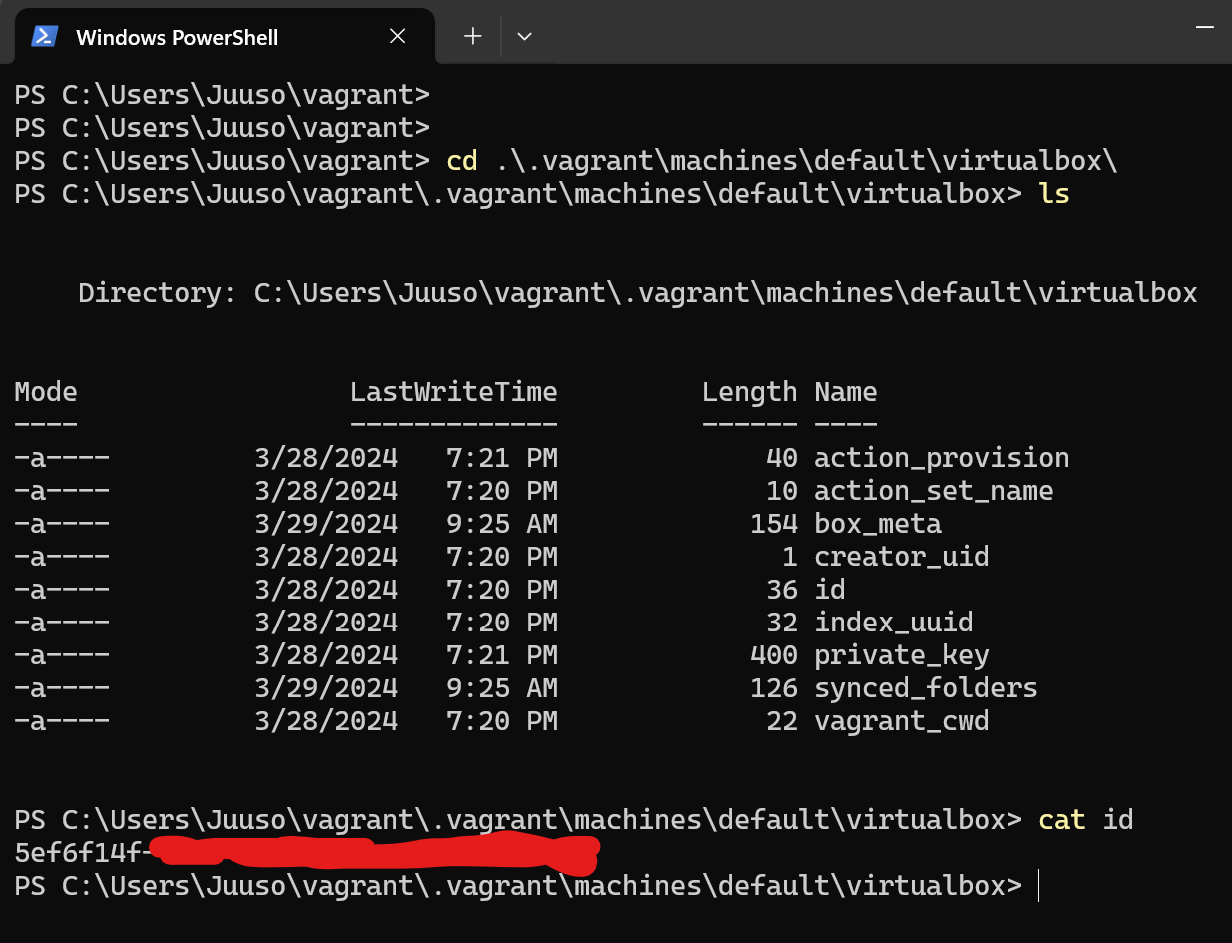 Windows PowerShell
PS C:\Users\Juuso\vagrant>
PS C:\Users\Juuso\vagrant>
PS C:\Users\Juuso\vagrant> cd .\.vagrant\machines\default\virtualbox\
PS C:\Users\Juuso\vagrant\.vagrant\machines\default\virtualbox> ls
Directory: C:\Users\Juuso\vagrant\.vagrant\machines\default\virtualbox
Mode LastWriteTime Length Name
---- ------------- ------ ----
-a---- 3/28/2024 7:21 PM 40 action_provision
-a---- 3/28/2024 7:20 PM 10 action_set_name
-a---- 3/29/2024 9:25 AM 154 box_meta
-a---- 3/28/2024 7:20 PM 1 creator_uid
-a---- 3/28/2024 7:20 PM 36 id
-a---- 3/28/2024 7:20 PM 32 index_uuid
-a---- 3/28/2024 7:21 PM 400 private_key
-a---- 3/29/2024 9:25 AM 126 synced_folders
-a---- 3/28/2024 7:20 PM 22 vagrant_cwd
PS C:\Users\Juuso\vagrant\.vagrant\machines\default\virtualbox> cat id
5ef6f14f-
PS C:\Users\Juuso\vagrant\.vagrant\machines\default\virtualbox>